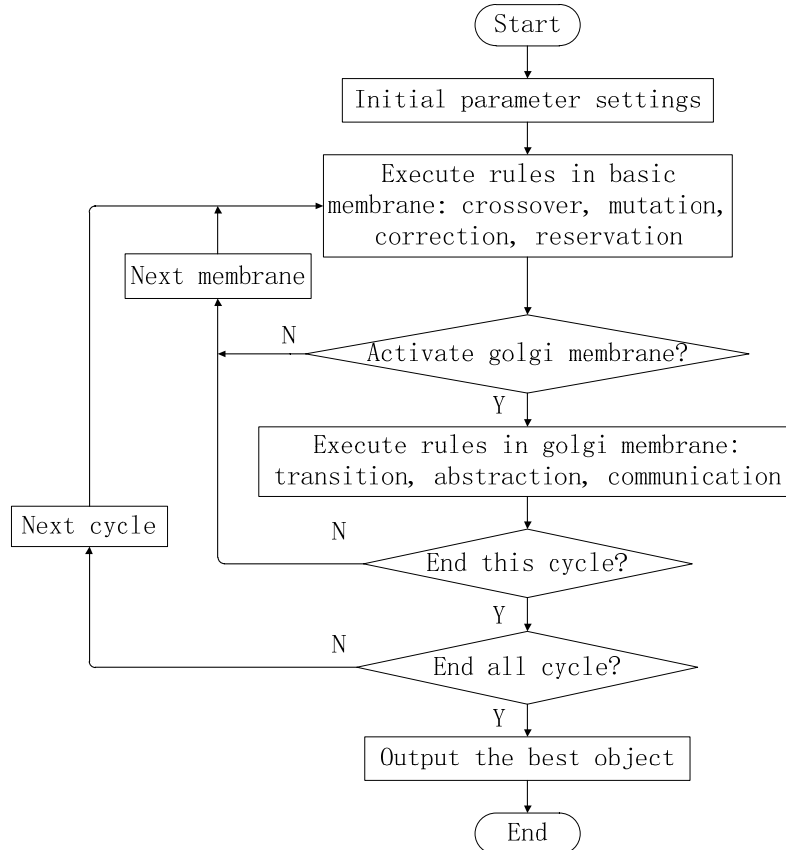 Start
Initial parameter settings
Execute rules in basic
membrane: crossover, mutation,
correction, reservation
Next membrane
N
Activate golgi membrane?
Y
Execute rules in golgi membrane:
transition, abstraction, communication
Next cycle
N
End this cycle?
Y
N
End all cycle?
Y
Output the best object
End